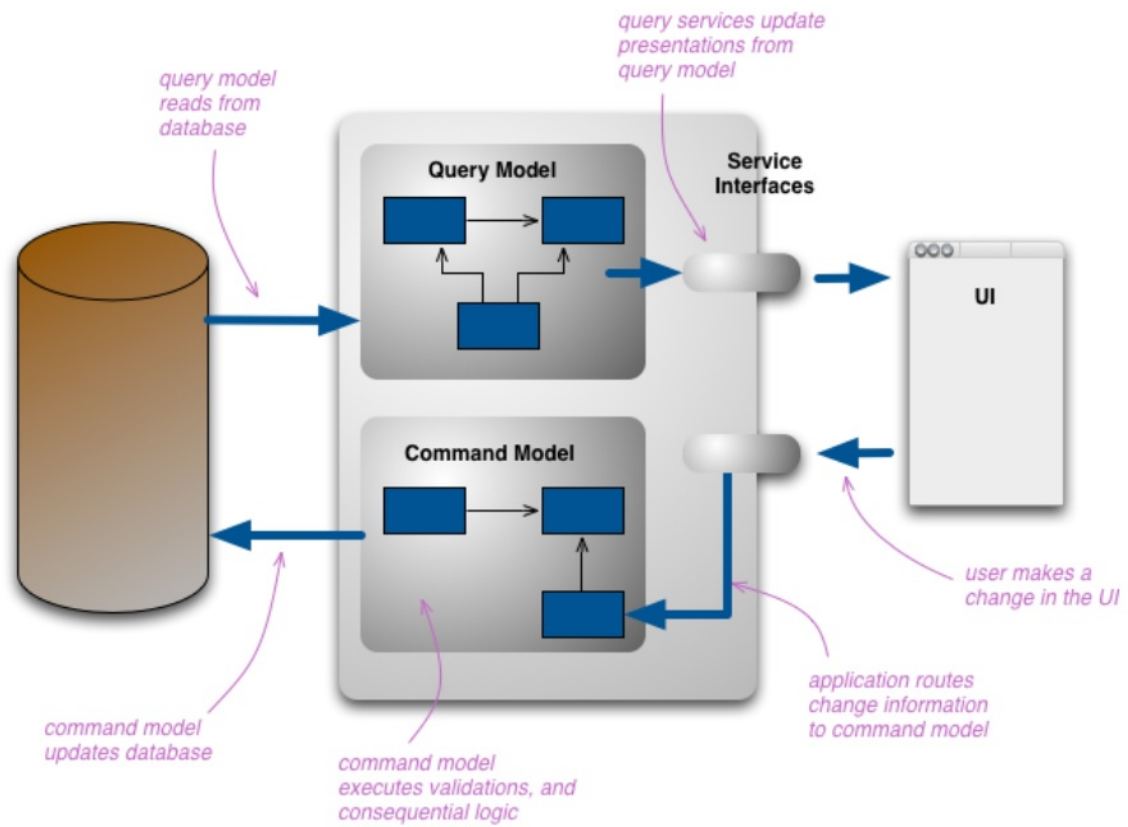 query services update
presentations from
query model
query model
reads from
database
Query Model
Service
Interfaces
UI
Command Model
user makes a
change in the UI
application routes
change information
to command model
command model
updates database
command model
executes validations, and
consequential logic